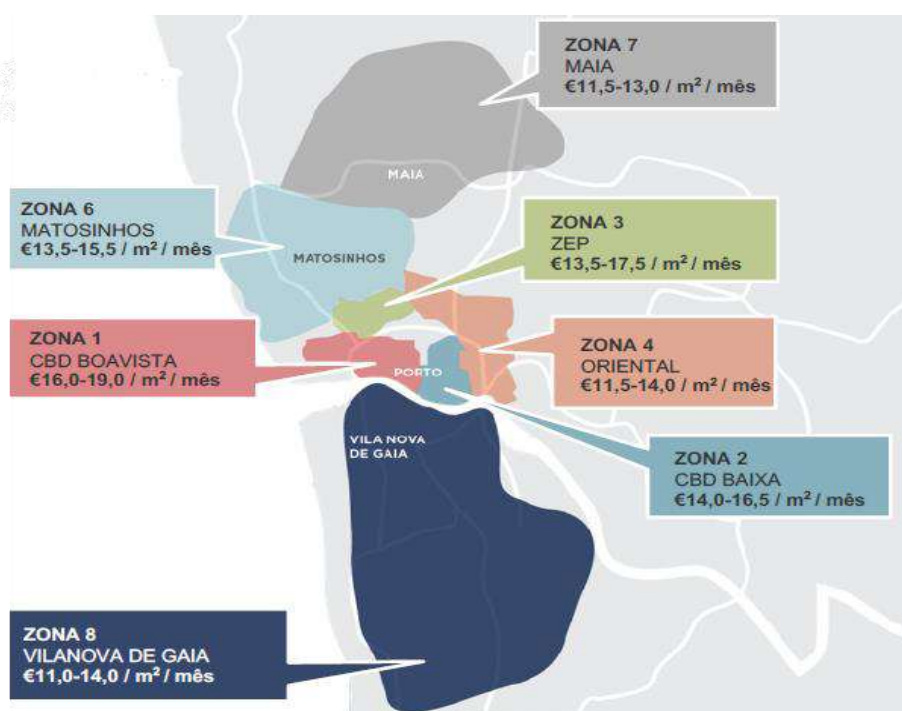 ZONA 7
MAIA
€11,5-13,0 / m² / mês
MAIA
ZONA 6
MATOSINHOS
€13,5-15,5 / m² / mês
MATOSINHOS
ZONA 3
ZEP
€13,5-17,5 / m² / mês
ZONA 1
CBD BOAVISTA
€16,0-19,0 / m² / mês
PORTO
ZONA 4
ORIENTAL
€11,5-14,0 / m² / mês
VILA NOVA
DE GAIA
ZONA 2
CBD BAIXA
€14,0-16,5 / m² / mês
ZONA 8
VILANOVA DE GAIA
€11,0-14,0 / m² / mês